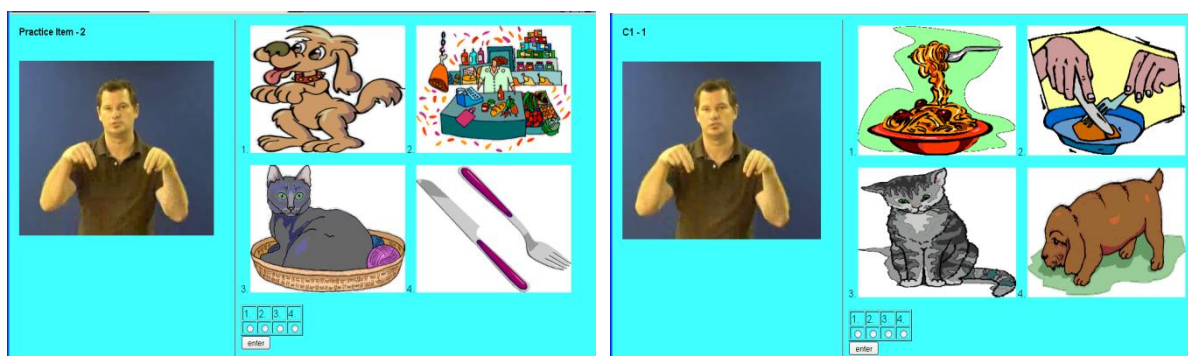 Practice Item - 2
1.
2.
3.
4.
1. 2. 3. 4.
enter
C1 - 1
1.
2.
3.
4.
1. 2. 3. 4.
enter